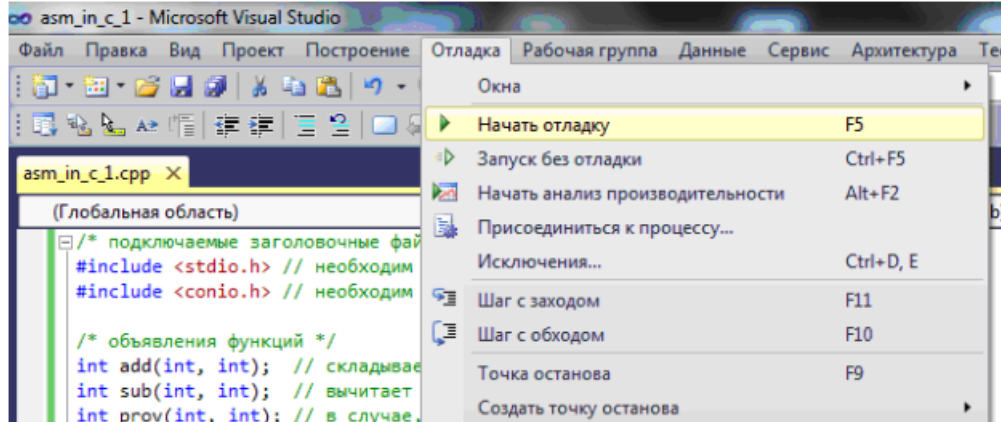 asm_in_c_1 - Microsoft Visual Studio
Файл Правка Вид Проект Построение Отладка Рабочая группа Данные Сервис Архитектура
Окна
Начать отладку F5
Запуск без отладки Ctrl+F5
asm_in_c_1.cpp
Начать анализ производительности Alt+F2
(Глобальная область)
Присоединиться к процессу...
/* подключаемые заголовочные
#include <stdio.h> // необходим
Исключения... Ctrl+D, E
#include <conio.h> // необходим
Шаг с заходом F11
/* объявления функций */
Шаг с обходом F10
int add(int, int); // складывае
Точка останова F9
int sub(int, int); // вычитает
int prov(int, int); // в случае,
Создать точку останова